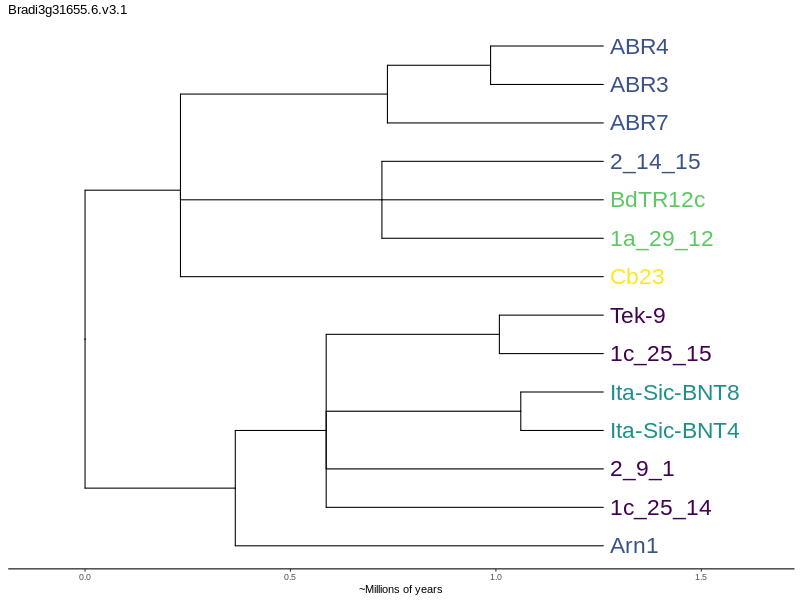 Bradi3g31655.6.v3.1
ABR4
ABR3
ABR7
2_14_15
BdTR12c
1a_29_12
Cb23
Tek-9
1c_25_15
Ita-Sic-BNT8
Ita-Sic-BNT4
2_9_1
1c_25_14
Arn1
0.0 0.5 1.0 1.5
~Millions of years